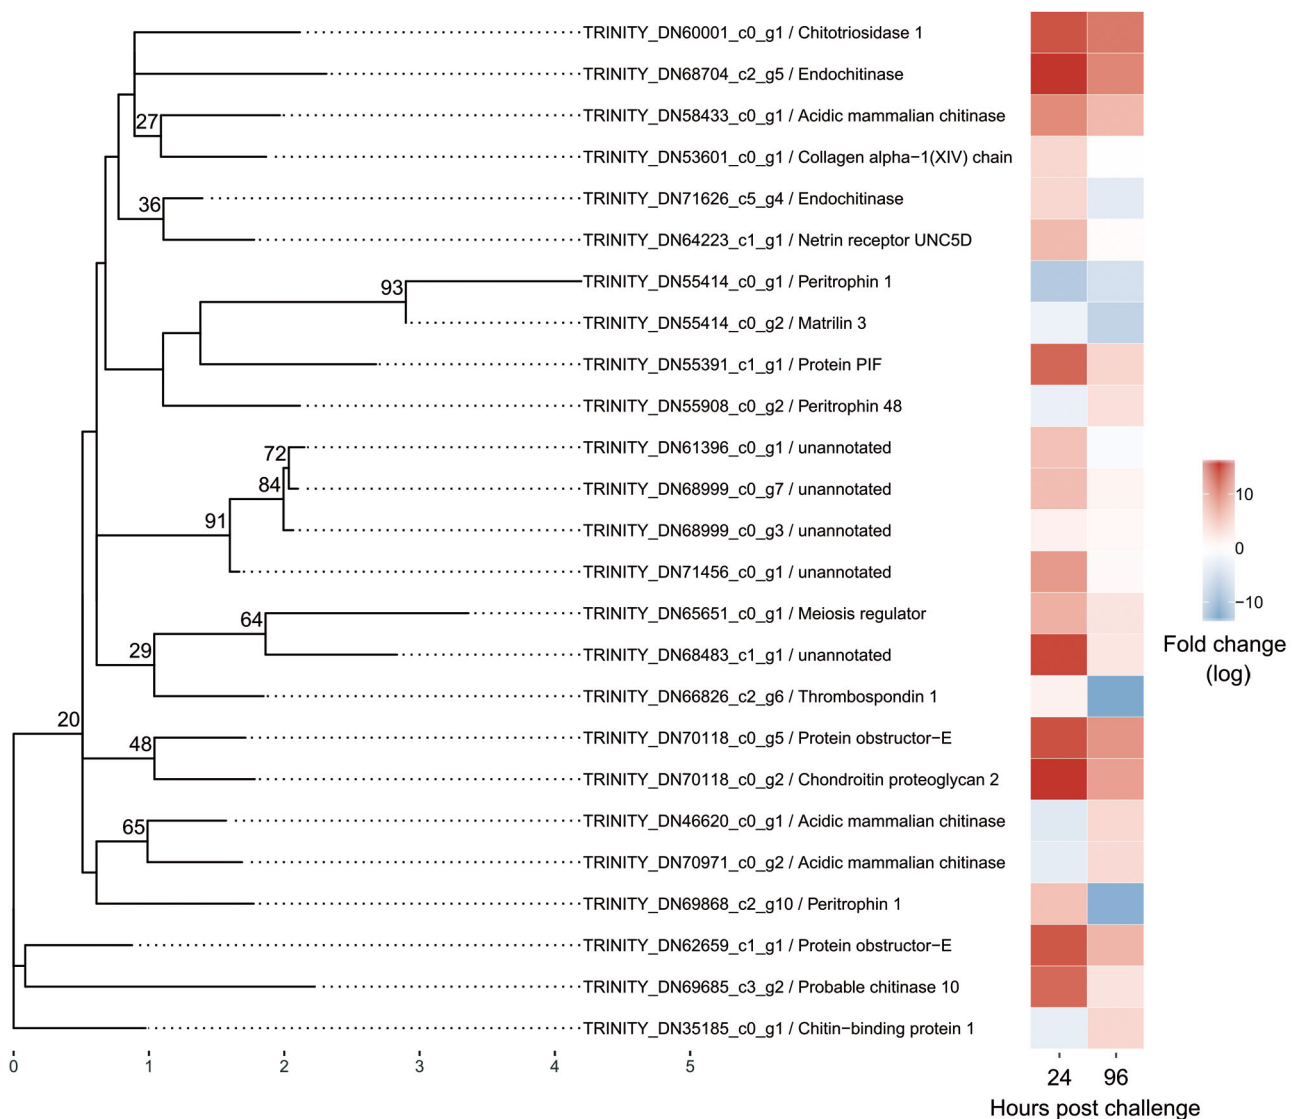 TRINITY_DN60001_c0_g1 / Chitotriosidase 1
TRINITY_DN68704_c2_g5 / Endochitinase
27
TRINITY_DN58433_c0_g1 / Acidic mammalian chitinase
TRINITY_DN53601_c0_g1 / Collagen alpha−1(XIV) chain
36
TRINITY_DN71626_c5_g4 / Endochitinase
TRINITY_DN64223_c1_g1 / Netrin receptor UNC5D
93
TRINITY_DN55414_c0_g1 / Peritrophin 1
TRINITY_DN55414_c0_g2 / Matrilin 3
TRINITY_DN55391_c1_g1 / Protein PIF
TRINITY_DN55908_c0_g2 / Peritrophin 48
72
TRINITY_DN61396_c0_g1 / unannotated
84
TRINITY_DN68999_c0_g7 / unannotated
91
TRINITY_DN68999_c0_g3 / unannotated
TRINITY_DN71456_c0_g1 / unannotated
64
TRINITY_DN65651_c0_g1 / Meiosis regulator
29
TRINITY_DN68483_c1_g1 / unannotated
TRINITY_DN66826_c2_g6 / Thrombospondin 1
20
48
TRINITY_DN70118_c0_g5 / Protein obstructor−E
TRINITY_DN70118_c0_g2 / Chondroitin proteoglycan 2
65
TRINITY_DN46620_c0_g1 / Acidic mammalian chitinase
TRINITY_DN70971_c0_g2 / Acidic mammalian chitinase
TRINITY_DN69868_c2_g10 / Peritrophin 1
TRINITY_DN62659_c1_g1 / Protein obstructor−E
TRINITY_DN69685_c3_g2 / Probable chitinase 10
TRINITY_DN35185_c0_g1 / Chitin−binding protein 1
0 1 2 3 4 5
24 96
Hours post challenge
10
0
−10
Fold change
(log)